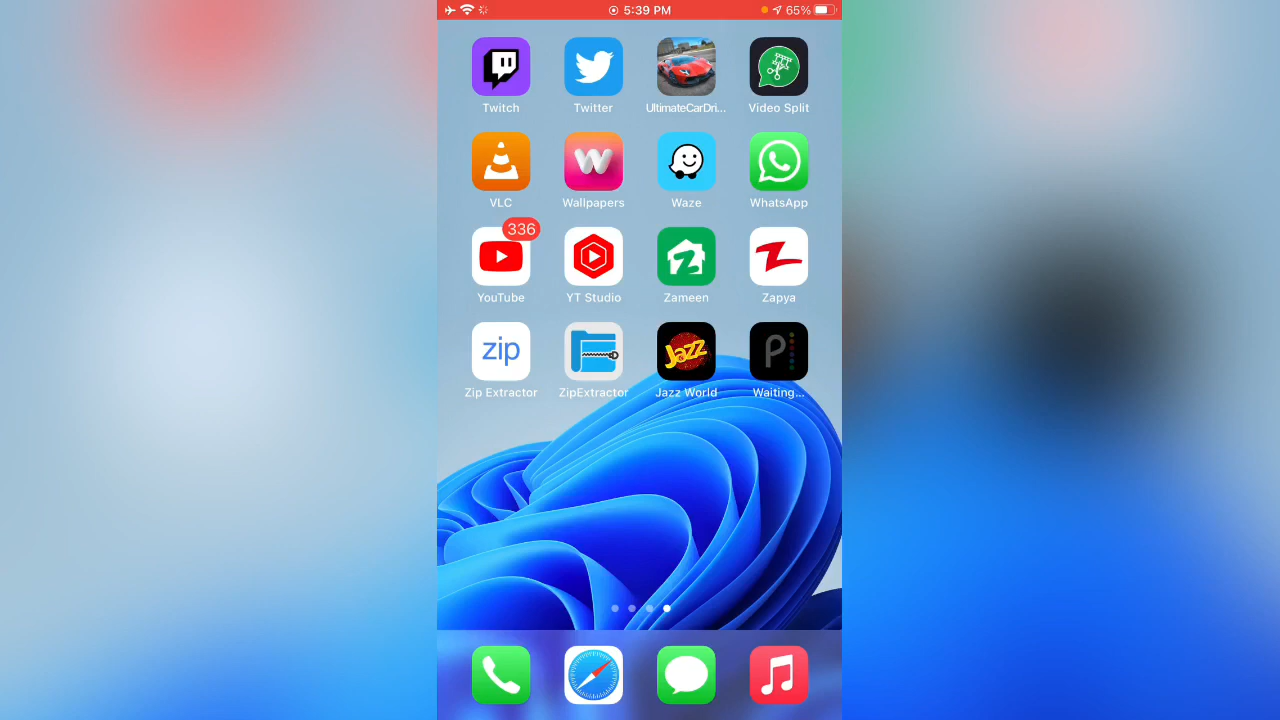 5:39 PM 65%
Twitch Twitter UltimateCarDri... Video Split
VLC Wallpapers Waze WhatsApp
336
YouTube YT Studio Zameen Zapya
zip Jazz P
Zip Extractor ZipExtractor Jazz World Waiting...